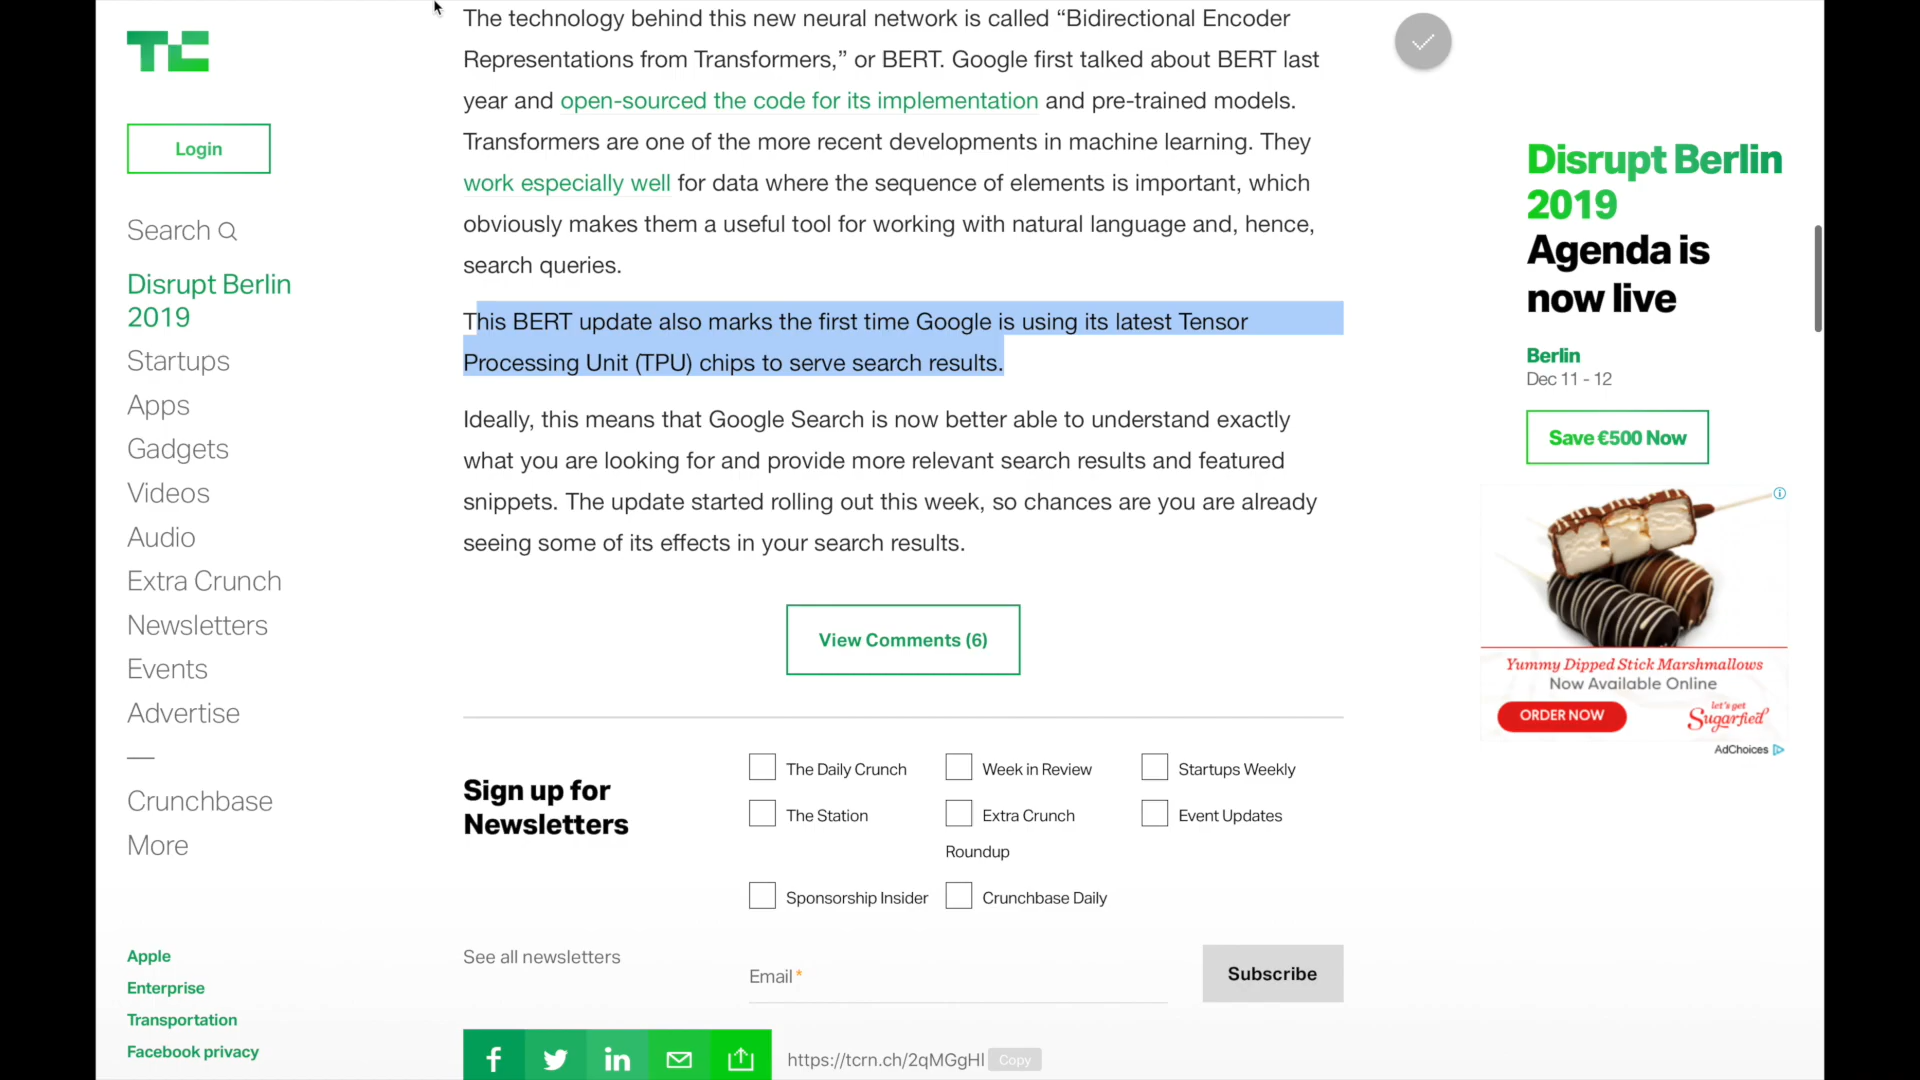 The technology behind this new neural network is called “Bidirectional Encoder
Representations from Transformers,” or BERT. Google first talked about BERT last
year and open-sourced the code for its implementation and pre-trained models.
Transformers are one of the more recent developments in machine learning. They
work especially well for data where the sequence of elements is important, which
obviously makes them a useful tool for working with natural language and, hence,
search queries.
This BERT update also marks the first time Google is using its latest Tensor
Processing Unit (TPU) chips to serve search results.
Ideally, this means that Google Search is now better able to understand exactly
what you are looking for and provide more relevant search results and featured
snippets. The update started rolling out this week, so chances are you are already
seeing some of its effects in your search results.
View Comments (6)
TC
Login
Search
Disrupt Berlin
2019
Startups
Apps
Gadgets
Videos
Audio
Extra Crunch
Newsletters
Events
Advertise
Crunchbase
More
Apple
Enterprise
Transportation
Facebook privacy
Sign up for
Newsletters
The Daily Crunch
Week in Review
Startups Weekly
The Station
Extra Crunch
Roundup
Event Updates
Sponsorship Insider
Crunchbase Daily
See all newsletters
Email *
Subscribe
https://tcrn.ch/2qMGgHI
Copy
Disrupt Berlin
2019
Agenda is
now live
Berlin
Dec 11 - 12
Save €500 Now
Yummy Dipped Stick Marshmallows
Now Available Online
ORDER NOW
let's get
Sugarfied
AdChoices